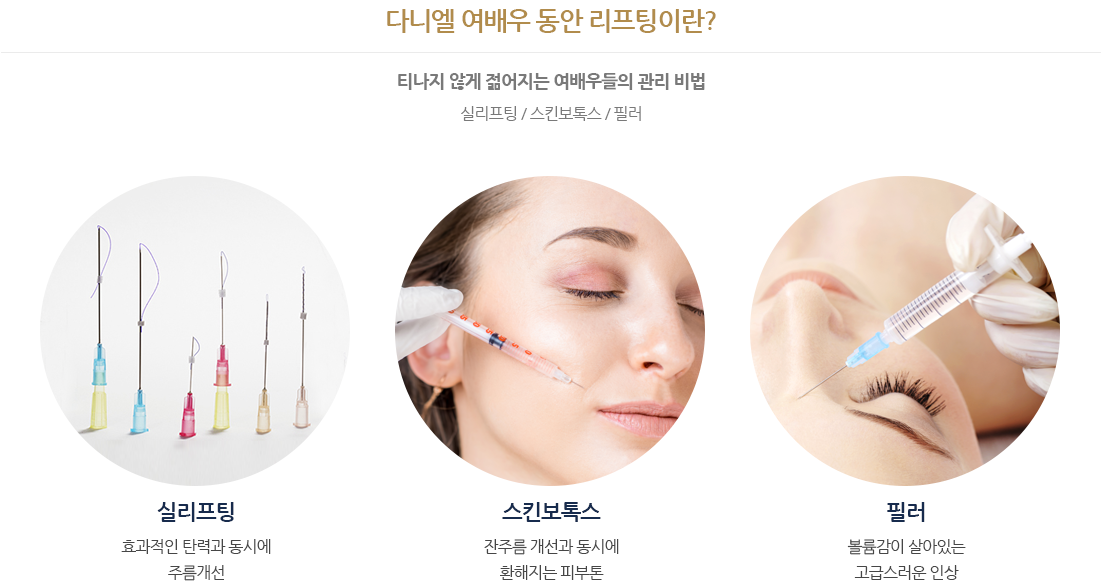 다니엘 여배우 동안 리프팅이란?
티나지 않게 젊어지는 여배우들의 관리 비법
실리프팅 / 스킨보톡스 / 필러
실리프팅
효과적인 탄력과 동시에
주름개선
스킨보톡스
잔주름 개선과 동시에
환해지는 피부톤
필러
볼륨감이 살아있는
고급스러운 인상